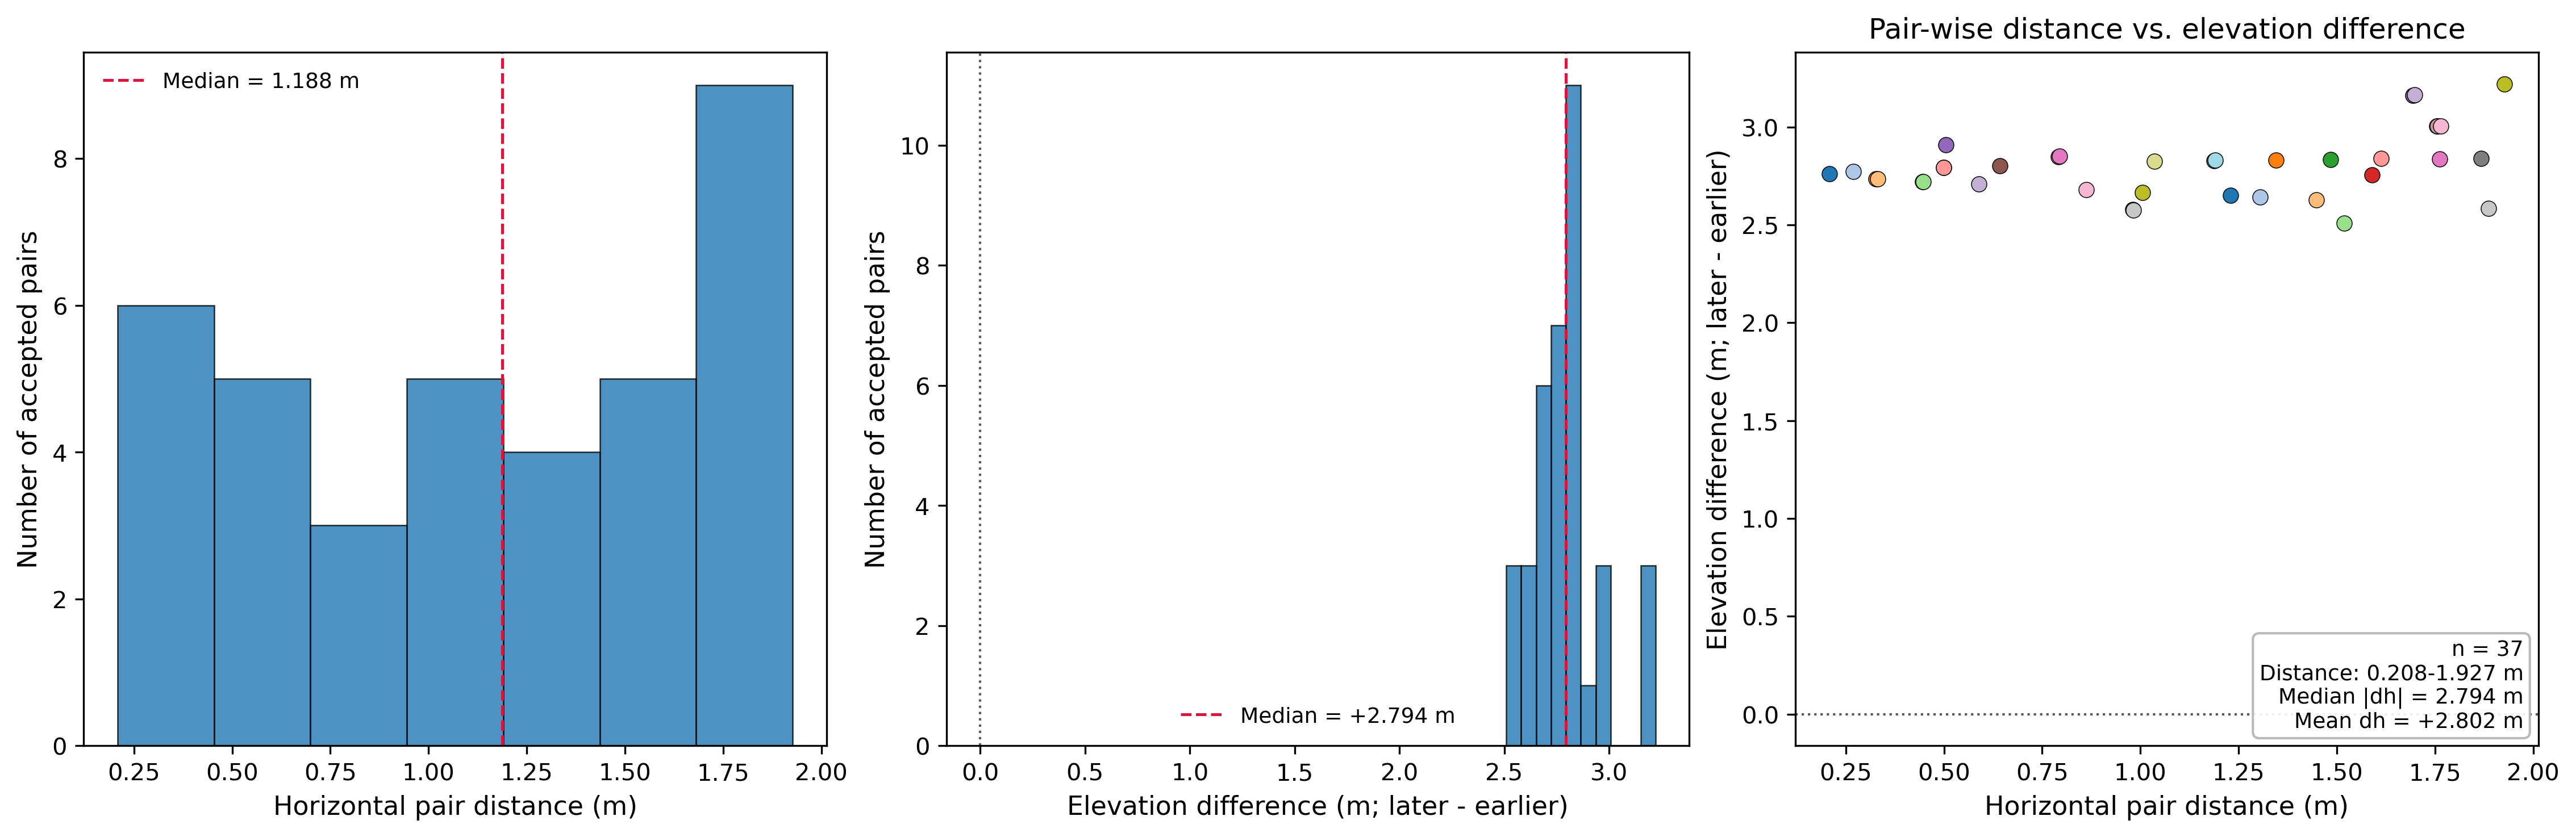 Median = 1.188 m
Number of accepted pairs
8
6
4
2
0
0.25 0.50 0.75 1.00 1.25 1.50 1.75 2.00
Horizontal pair distance (m)
Number of accepted pairs
10
8
6
4
2
0
Median = +2.794 m
0.0 0.5 1.0 1.5 2.0 2.5 3.0
Elevation difference (m; later - earlier)
Pair-wise distance vs. elevation difference
Elevation difference (m; later - earlier)
3.0
2.5
2.0
1.5
1.0
0.5
0.0
n = 37
Distance: 0.208-1.927 m
Median |dh| = 2.794 m
Mean dh = +2.802 m
0.25 0.50 0.75 1.00 1.25 1.50 1.75 2.00
Horizontal pair distance (m)